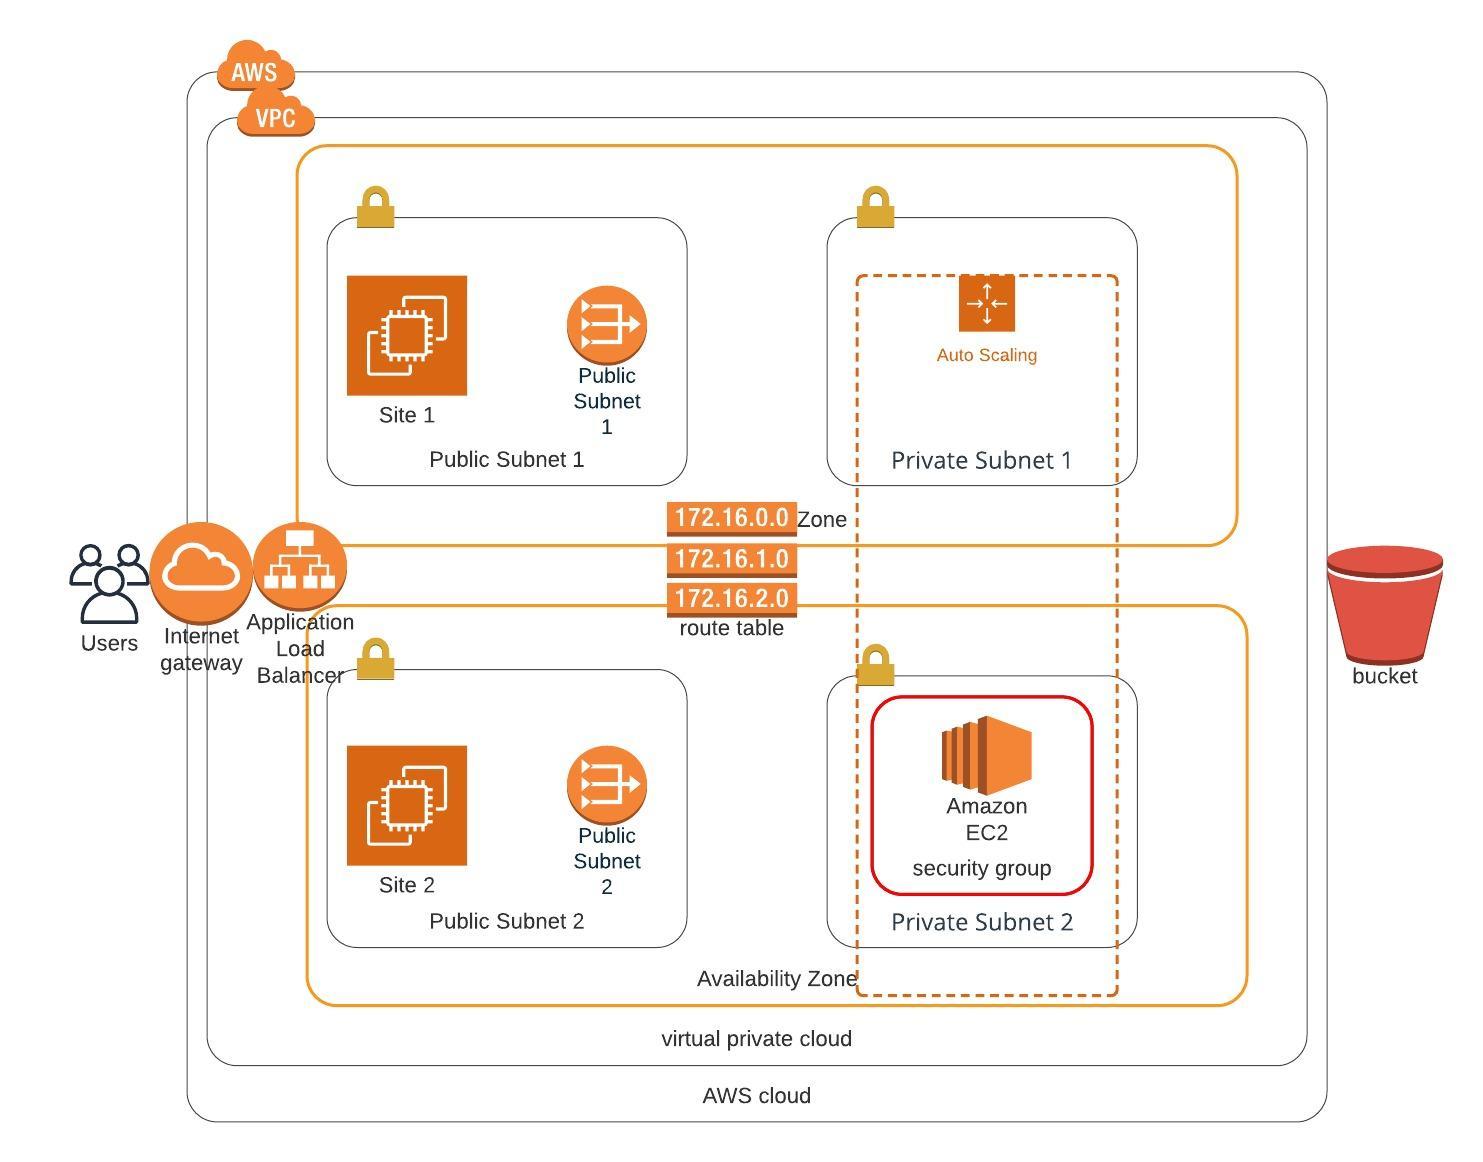 AWS
VPC
Site 1
Public
Subnet
1
Public Subnet 1
Auto Scaling
Private Subnet 1
172.16.0.0
Zone
172.16.1.0
172.16.2.0
route table
Users
Internet
gateway
Application
Load
Balancer
bucket
Site 2
Public
Subnet
2
Public Subnet 2
Amazon
EC2
security group
Private Subnet 2
Availability Zone
virtual private cloud
AWS cloud